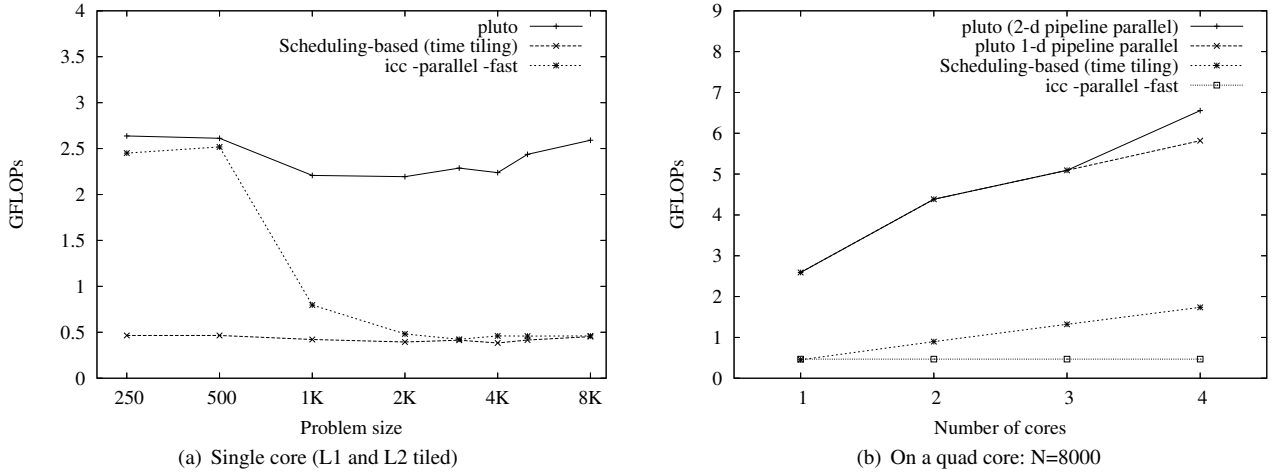 4
3.5
3
2.5
2
1.5
1
0.5
0
GFLOPs
pluto
Scheduling-based (time tiling)
icc -parallel -fast
250 500 1K 2K 4K 8K
Problem size
(a) Single core (L1 and L2 tiled)
9
8
7
6
5
4
3
2
1
0
GFLOPs
pluto (2-d pipeline parallel)
pluto 1-d pipeline parallel
Scheduling-based (time tiling)
icc -parallel -fast
1 2 3 4
Number of cores
(b) On a quad core: N=8000